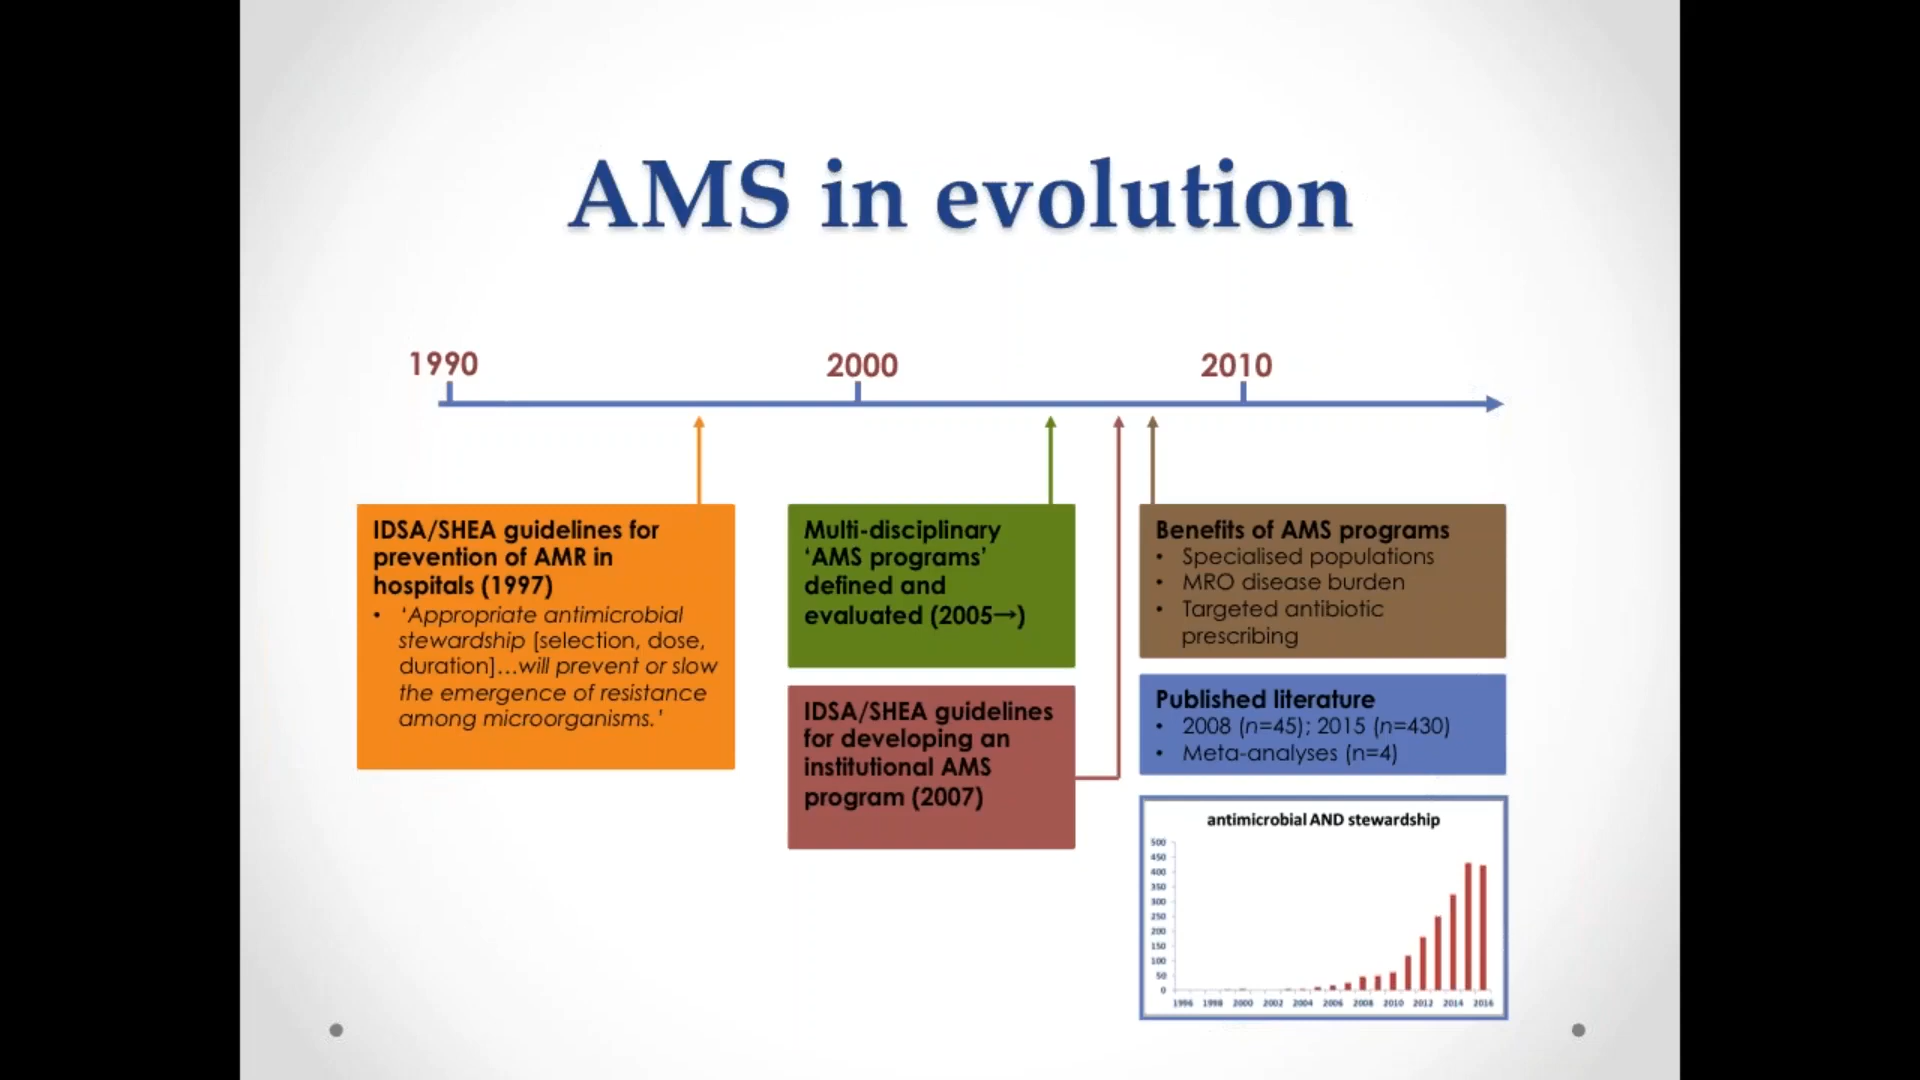 AMS in evolution
1990
2000
2010
IDSA/SHEA guidelines for
prevention of AMR in
hospitals (1997)
• ‘Appropriate antimicrobial
stewardship [selection, dose,
duration]…will prevent or slow
the emergence of resistance
among microorganisms.’
Multi-disciplinary
‘AMS programs’
defined and
evaluated (2005→)
IDSA/SHEA guidelines
for developing an
institutional AMS
program (2007)
Benefits of AMS programs
• Specialised populations
• MRO disease burden
• Targeted antibiotic
prescribing
Published literature
• 2008 (n=45); 2015 (n=430)
• Meta-analyses (n=4)
antimicrobial AND stewardship
500
450
400
350
300
250
200
150
100
50
0
1996 1998 2000 2002 2004 2006 2008 2010 2012 2014 2016